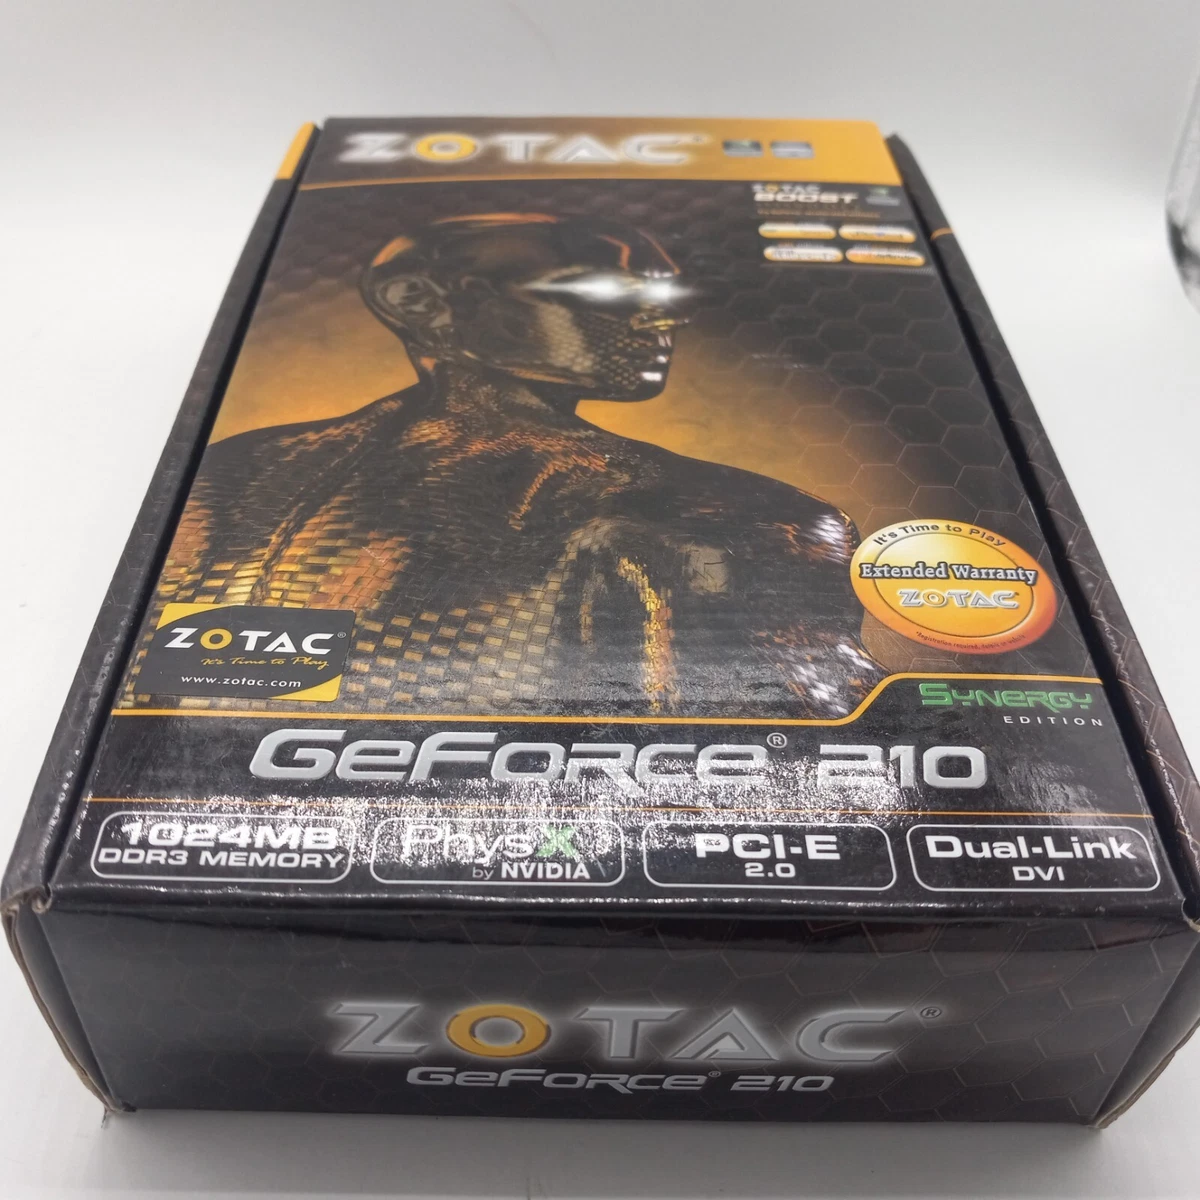 ZOTAC
ZOTAC
BOOST
It's Time to Play
Extended Warranty
ZOTAC
ZOTAC®
It's Time to Play
www.zotac.com
SYNERGY
EDITION
GEFORCE® 210
1024MB
DDR3 MEMORY
PhysX
by NVIDIA
PCI-E
2.0
Dual-Link
DVI
ZOTAC®
GEFORCE® 210